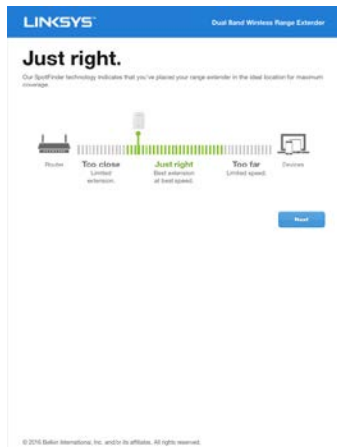 LINKSYS
Dual Band Wireless Range Extender
Just right.
Our SpotFinder technology indicates that you've placed your range extender in the ideal location for maximum
coverage.
Router
Too close
Limited
extension.
Just right
Best extension
at best speed.
Too far
Limited speed.
Devices
Next
© 2016 Belkin International, Inc. and/or its affiliates. All rights reserved.